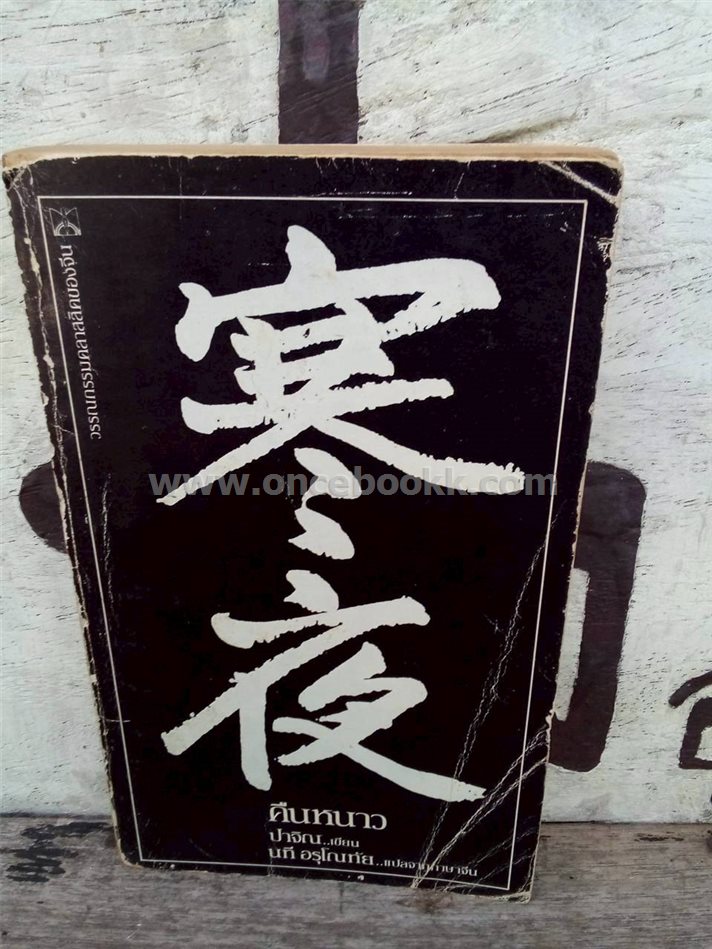 วรรณกรรมคลาสสิคของจีน
寒夜
www.oncebookk.com
คืนหนาว
ปาจิณ..เขียน
นที อรุโณทัย..แปลจากภาษาจีน